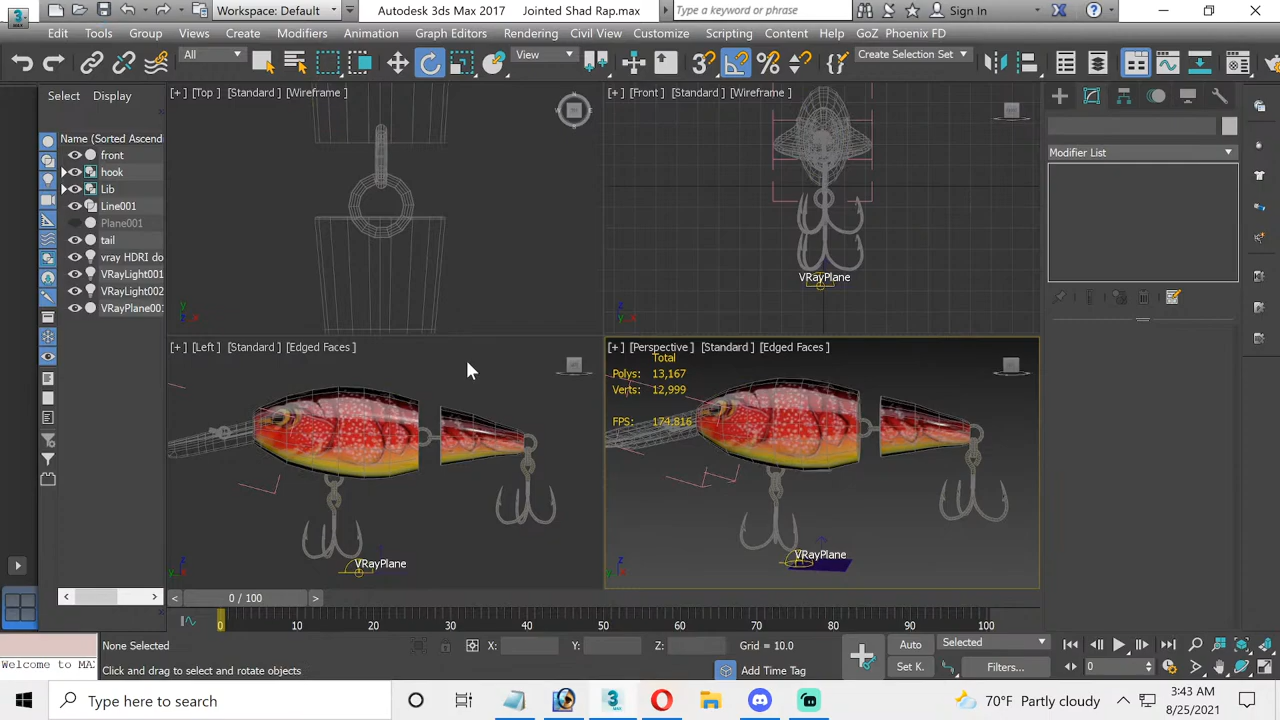 Workspace: Default
Autodesk 3ds Max 2017
Jointed Shad Rap.max
Type a keyword or phrase
Sign In
Edit Tools Group Views Create Modifiers Animation Graph Editors Rendering Civil View Customize Scripting Content Help GoZ Phoenix FD
All
View
Create Selection Set
Select Display
[+] [Top] [Standard] [Wireframe]
[+] [Front] [Standard] [Wireframe]
Name (Sorted Ascend
front
hook
Lib
Line001
Plane001
tail
vray HDRI do
VRayLight001
VRayLight002
VRayPlane00
Modifier List
VRayPlane
[+] [Left] [Standard] [Edged Faces]
[+] [Perspective] [Standard] [Edged Faces]
Total
Polys: 13,167
Verts: 12,999
FPS: 174.816
VRayPlane
VRayPlane
0 / 100
0 10 20 30 40 50 60 70 80 90 100
None Selected
X:
Y:
Z:
Grid = 10.0
Auto
Selected
Welcome to MAX
Click and drag to select and rotate objects
Add Time Tag
Set K.
Filters...
0
Type here to search
70°F Partly cloudy
3:43 AM
8/25/2021